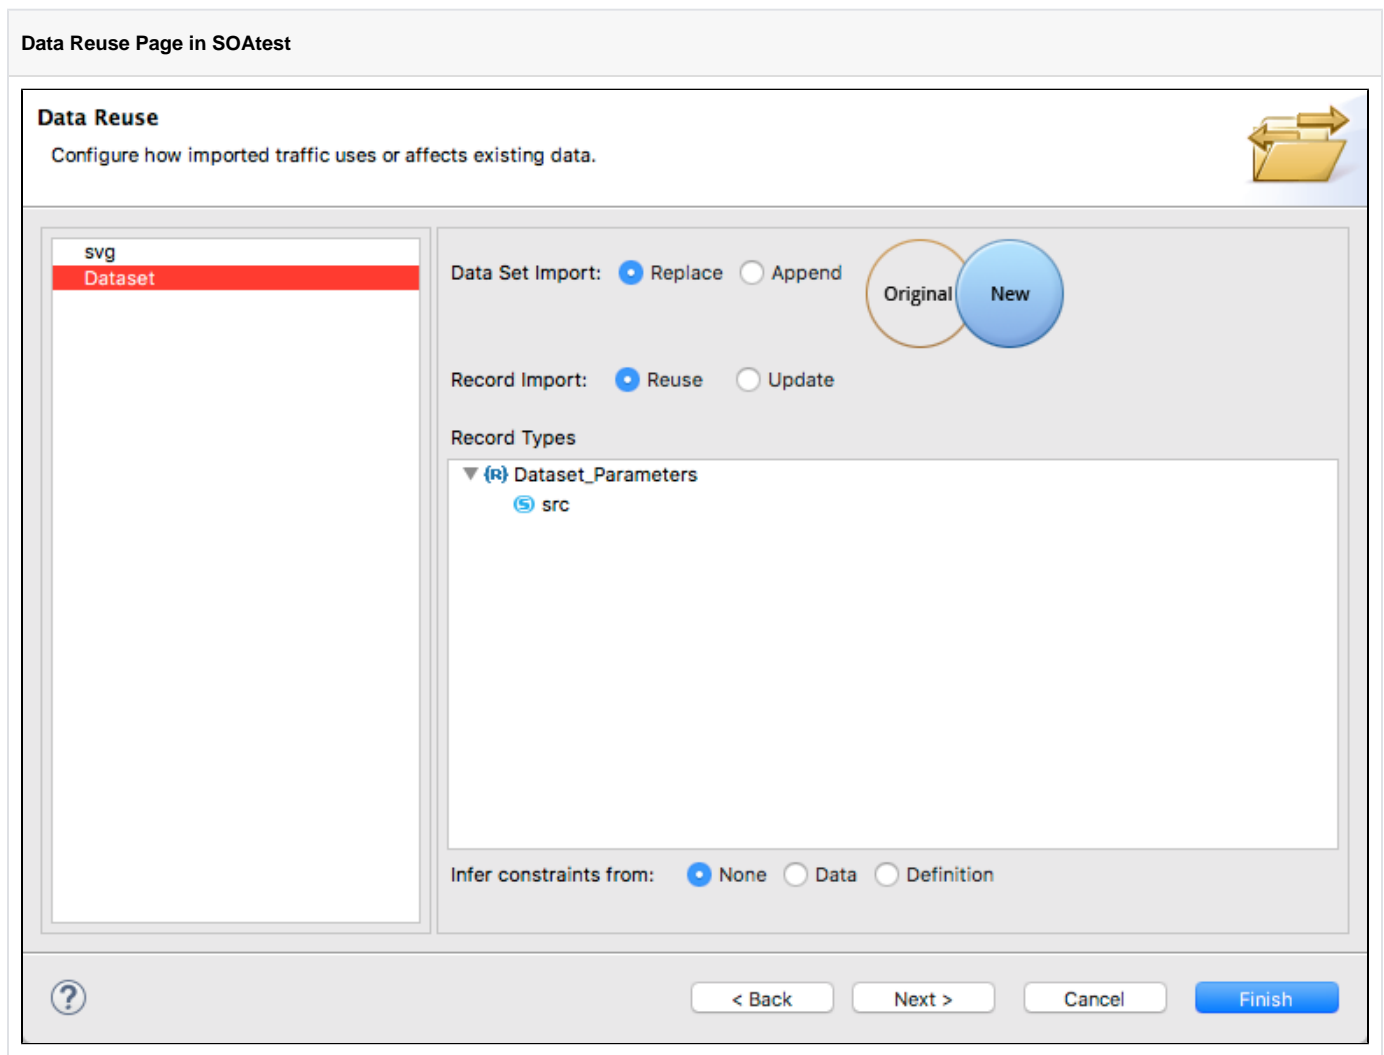 Data Reuse Page in SOAtest
Data Reuse
Configure how imported traffic uses or affects existing data.
svg
Dataset
Data Set Import: Replace Append
Original New
Record Import: Reuse Update
Record Types
{R} Dataset_Parameters
S src
Infer constraints from: None Data Definition
? < Back Next > Cancel Finish